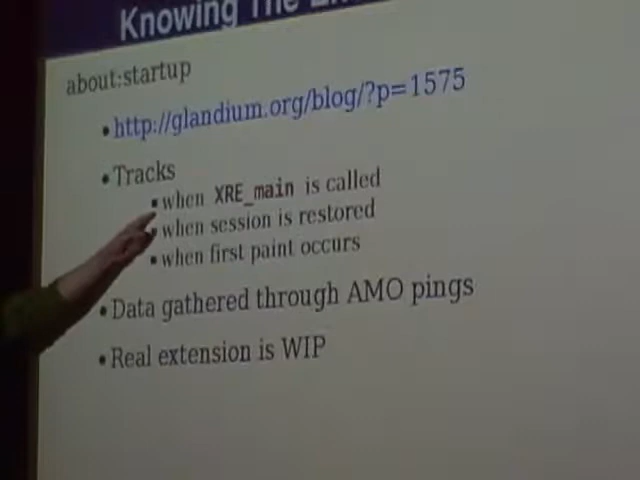 Knowing The
about:startup
•http://glandium.org/blog/?p=1575
•Tracks
▪when XRE_main is called
▪when session is restored
▪when first paint occurs
•Data gathered through AMO pings
•Real extension is WIP